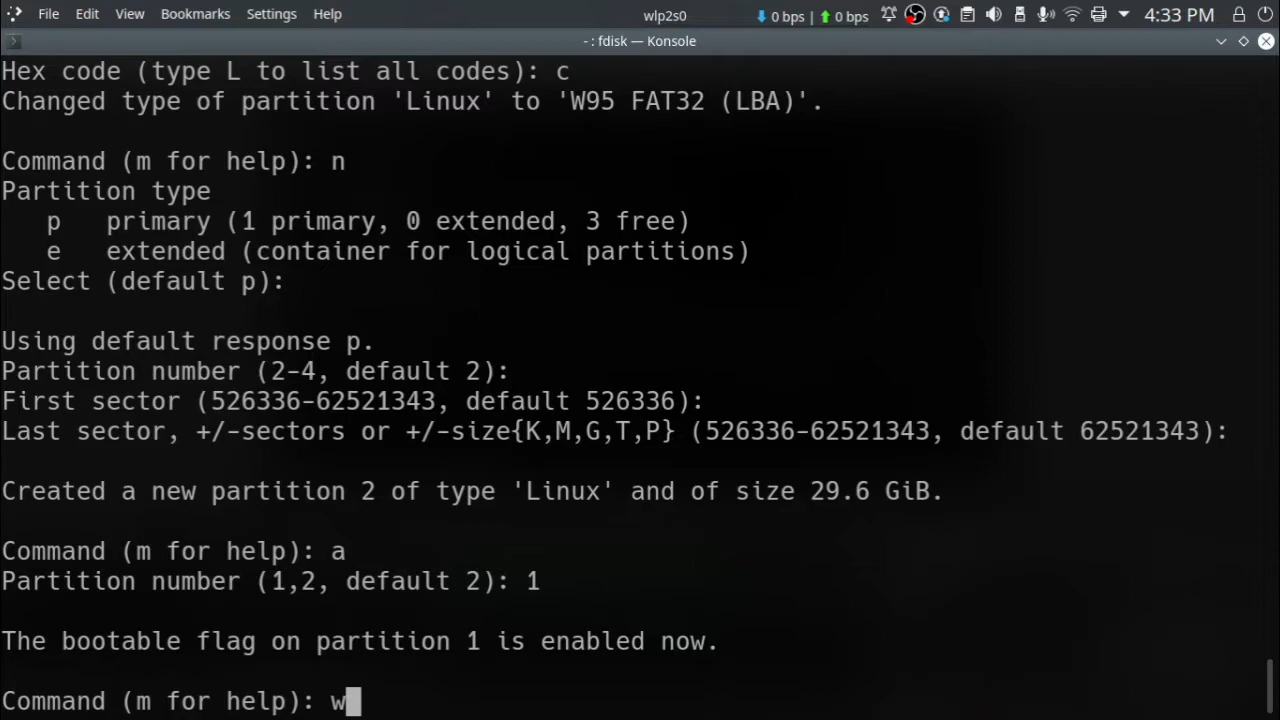 File Edit View Bookmarks Settings Help wlp2s0 0 bps | 0 bps 4:33 PM
- : fdisk — Konsole
Hex code (type L to list all codes): c
Changed type of partition 'Linux' to 'W95 FAT32 (LBA)'.
Command (m for help): n
Partition type
p primary (1 primary, 0 extended, 3 free)
e extended (container for logical partitions)
Select (default p):
Using default response p.
Partition number (2-4, default 2):
First sector (526336-62521343, default 526336):
Last sector, +/-sectors or +/-size{K,M,G,T,P} (526336-62521343, default 62521343):
Created a new partition 2 of type 'Linux' and of size 29.6 GiB.
Command (m for help): a
Partition number (1,2, default 2): 1
The bootable flag on partition 1 is enabled now.
Command (m for help): w